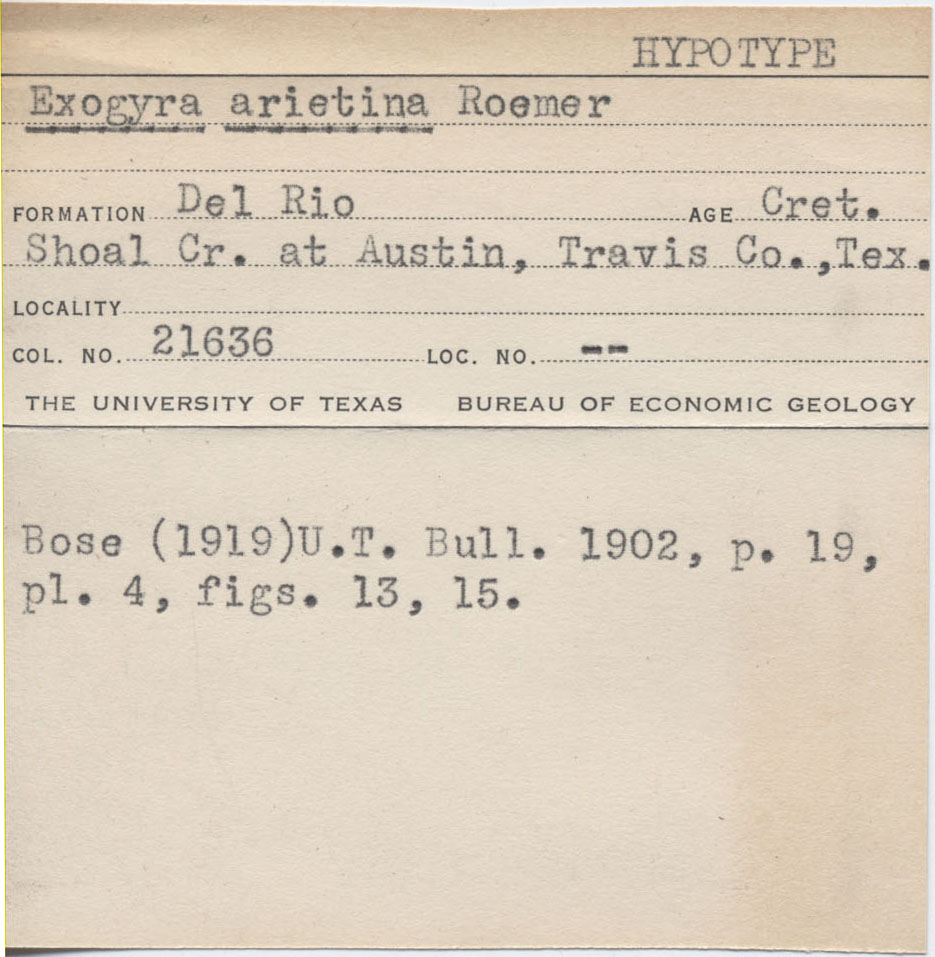 HYPOTYPE
Exogyra arietina Roemer
FORMATION Del Rio AGE Cret.
Shoal Cr. at Austin, Travis Co.,Tex.
LOCALITY
COL. NO. 21636 LOC. NO. --
THE UNIVERSITY OF TEXAS BUREAU OF ECONOMIC GEOLOGY
Bose (1919)U.T. Bull. 1902, p. 19,
pl. 4, figs. 13, 15.